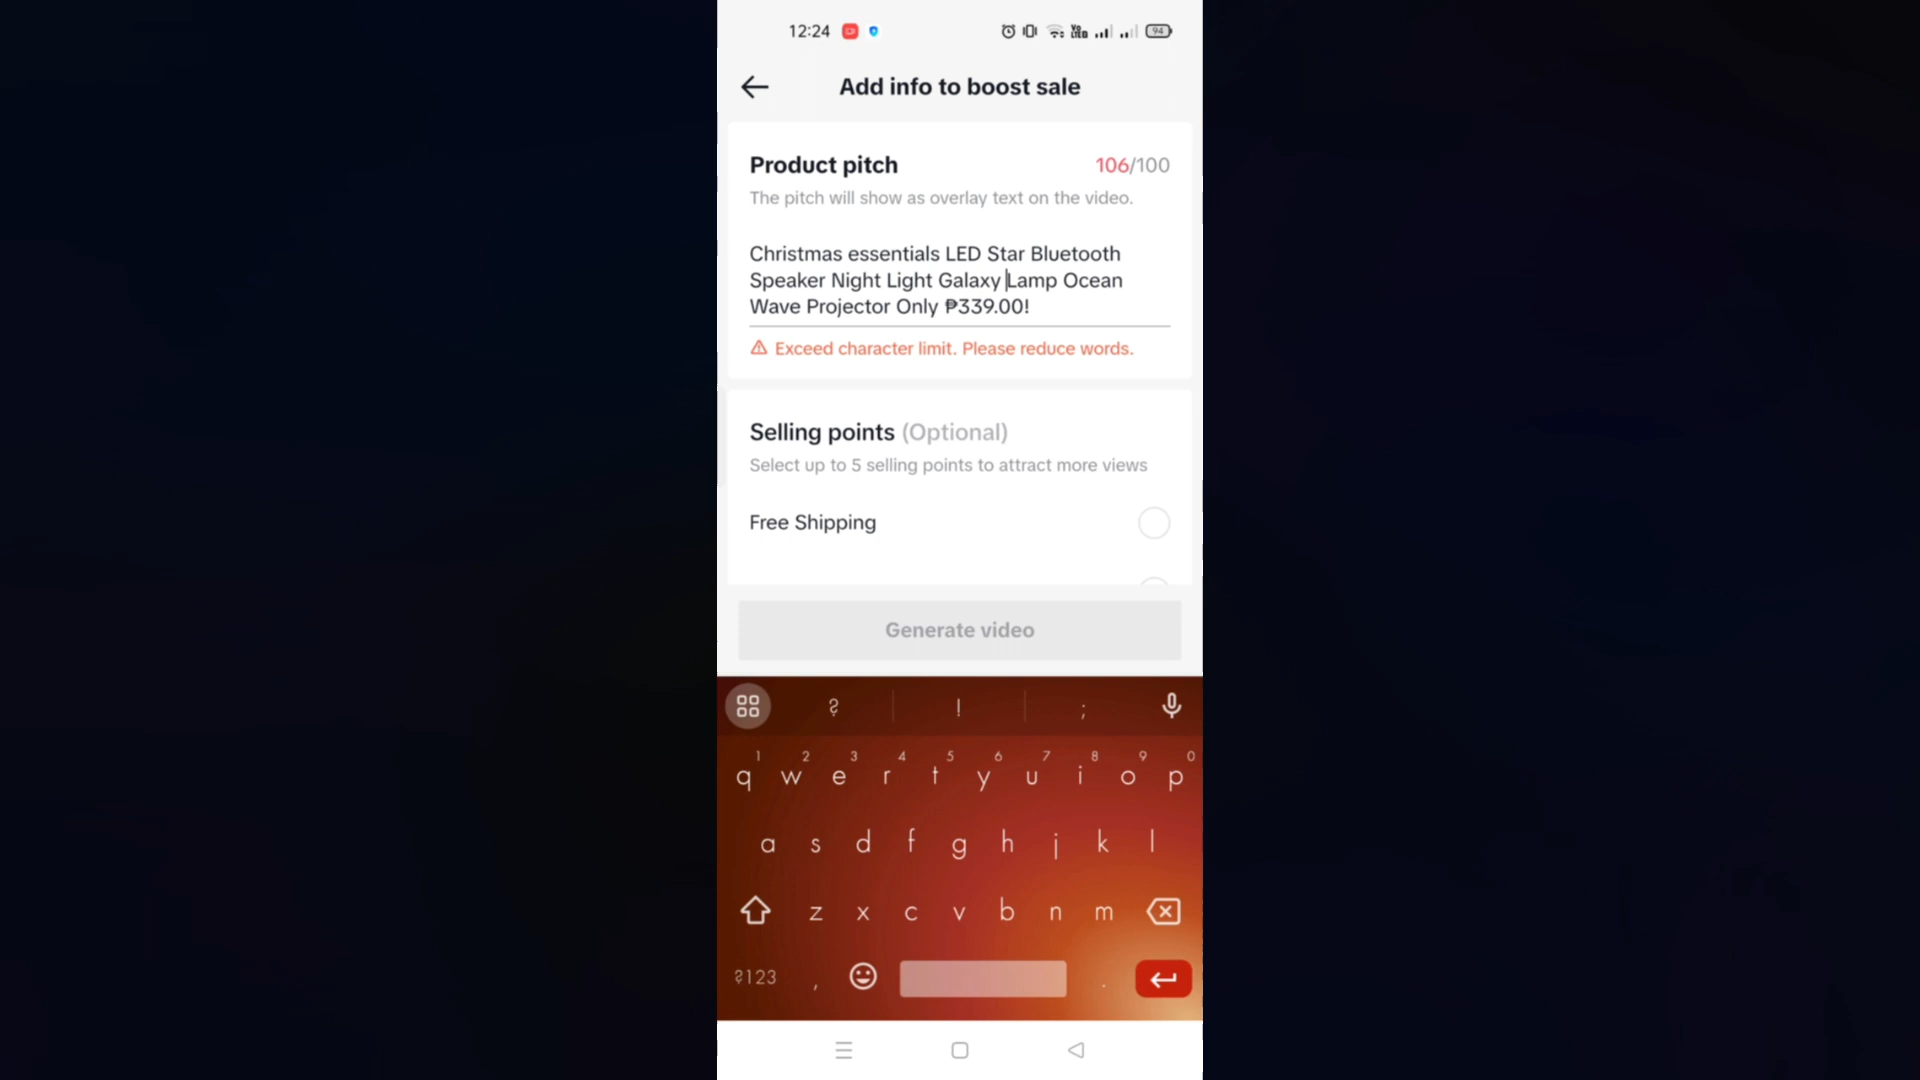 12:24
Vo LTE
94
Add info to boost sale
Product pitch 106/100
The pitch will show as overlay text on the video.
Christmas essentials LED Star Bluetooth
Speaker Night Light Galaxy Lamp Ocean
Wave Projector Only ₱339.00!
Exceed character limit. Please reduce words.
Selling points (Optional)
Select up to 5 selling points to attract more views
Free Shipping
Generate video
? ! ;
1 2 3 4 5 6 7 8 9 0
q w e r t y u i o p
a s d f g h j k l
z x c v b n m
?123 , .